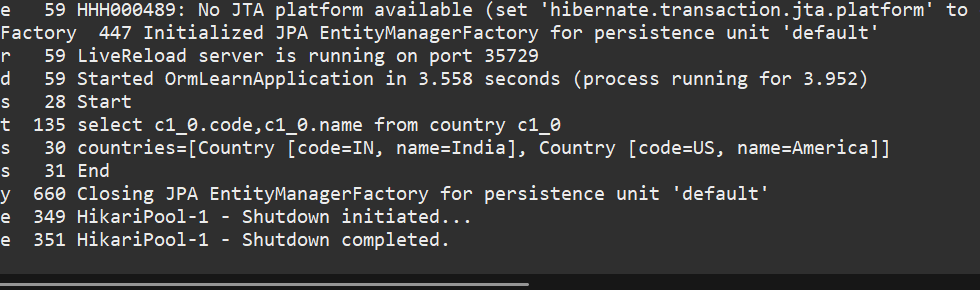 e   59 HHH000489: No JTA platform available (set 'hibernate.transaction.jta.platform' to
Factory  447 Initialized JPA EntityManagerFactory for persistence unit 'default'
r   59 LiveReload server is running on port 35729
d   59 Started OrmLearnApplication in 3.558 seconds (process running for 3.952)
s   28 Start
t  135 select c1_0.code,c1_0.name from country c1_0
s   30 countries=[Country [code=IN, name=India], Country [code=US, name=America]]
s   31 End
y  660 Closing JPA EntityManagerFactory for persistence unit 'default'
e  349 HikariPool-1 - Shutdown initiated...
e  351 HikariPool-1 - Shutdown completed.